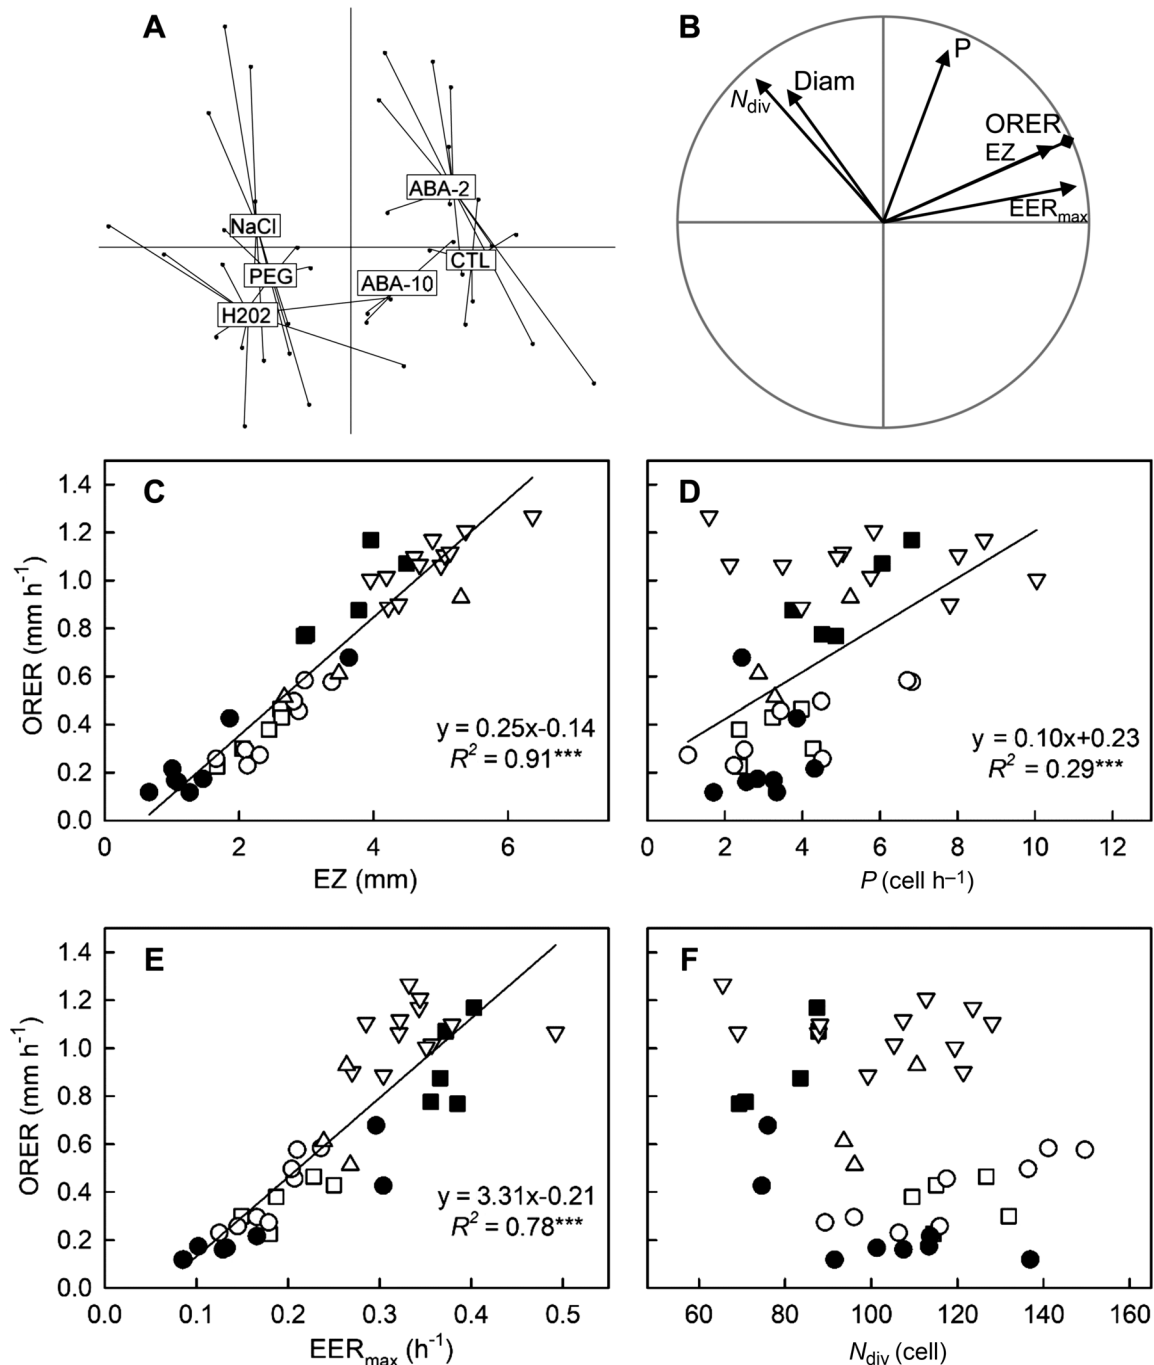 A
NaCl
PEG
H202
ABA-2
CTL
ABA-10
B
P
Diam
Ndiv
ORER
EZ
EERmax
C
ORER (mm h⁻¹)
1.4
1.2
1.0
0.8
0.6
0.4
0.2
0.0
y = 0.25x-0.14
R² = 0.91***
0 2 4 6
EZ (mm)
D
y = 0.10x+0.23
R² = 0.29***
0 2 4 6 8 10 12
P (cell h⁻¹)
E
ORER (mm h⁻¹)
1.4
1.2
1.0
0.8
0.6
0.4
0.2
0.0
y = 3.31x-0.21
R² = 0.78***
0.0 0.1 0.2 0.3 0.4 0.5
EERmax (h⁻¹)
F
60 80 100 120 140 160
Ndiv (cell)